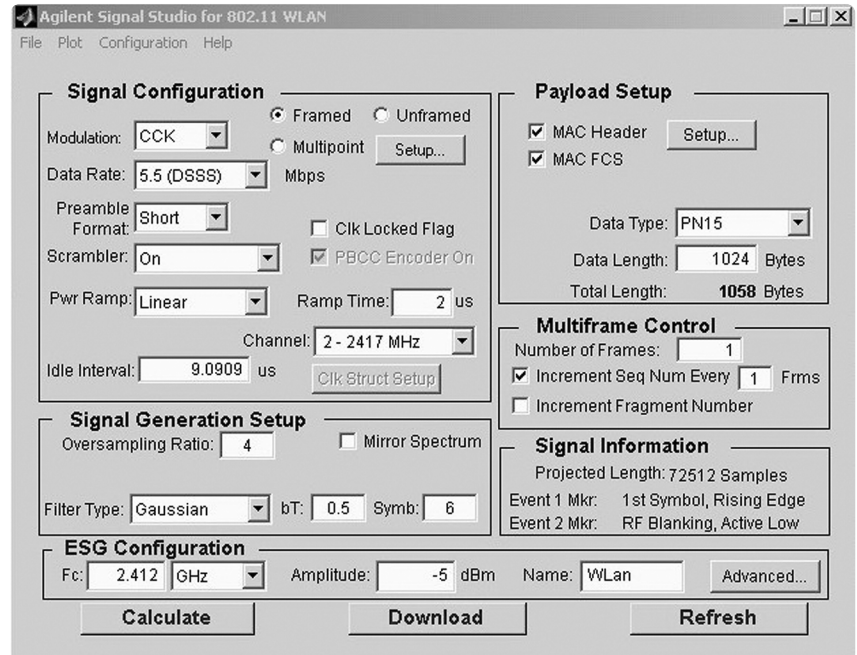 Agilent Signal Studio for 802.11 WLAN
File Plot Configuration Help
Signal Configuration
Modulation: CCK
Framed Unframed
Multipoint Setup...
Data Rate: 5.5 (DSSS) Mbps
Preamble
Format: Short
Clk Locked Flag
Scrambler: On
PBCC Encoder On
Pwr Ramp: Linear
Ramp Time: 2 us
Channel: 2 - 2417 MHz
Idle Interval: 9.0909 us
Clk Struct Setup
Payload Setup
MAC Header Setup...
MAC FCS
Data Type: PN15
Data Length: 1024 Bytes
Total Length: 1058 Bytes
Multiframe Control
Number of Frames: 1
Increment Seq Num Every 1 Frms
Increment Fragment Number
Signal Generation Setup
Oversampling Ratio: 4
Mirror Spectrum
Filter Type: Gaussian bT: 0.5 Symb: 6
Signal Information
Projected Length: 72512 Samples
Event 1 Mkr: 1st Symbol, Rising Edge
Event 2 Mkr: RF Blanking, Active Low
ESG Configuration
Fc: 2.412 GHz Amplitude: -5 dBm Name: WLan Advanced...
Calculate Download Refresh